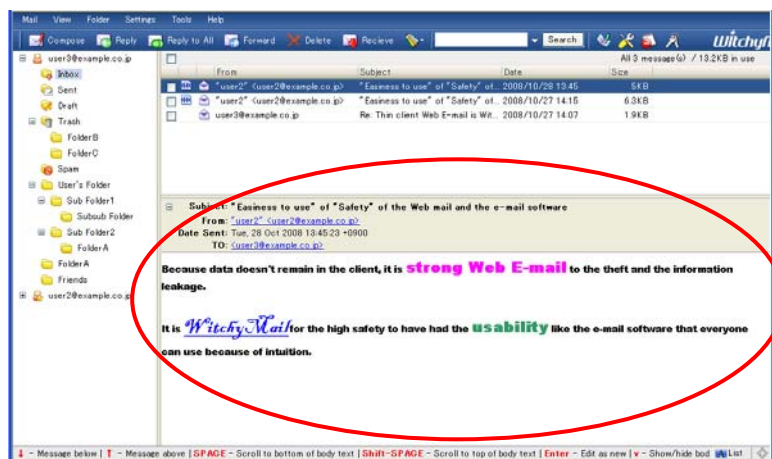 Mail View Folder Settings Tools Help
Compose Reply Reply to All Forward Delete Recieve Search Witchy
user3@example.co.jp All 3 message(s) / 13.2KB in use
Inbox From Subject Date Size
Sent "user2" <user2@example.co.jp> "Easiness to use" of "Safety" of... 2008/10/28 13:45 5KB
Draft "user2" <user2@example.co.jp> "Easiness to use" of "Safety" of... 2008/10/27 14:15 6.3KB
Trash user3@example.co.jp Re: Thin client Web E-mail is Wit... 2008/10/27 14:07 1.9KB
FolderB
FolderC
Spam
User's Folder
Sub Folder1
Subsub Folder
Sub Folder2
FolderA
FolderA
Friends
user2@example.co.jp
Subject: "Easiness to use" of "Safety" of the Web mail and the e-mail software
From: "user2" <user2@example.co.jp>
Date Sent: Tue, 28 Oct 2008 13:45:23 +0900
TO: <user3@example.co.jp>
Because data doesn't remain in the client, it is strong Web E-mail to the theft and the information
leakage.
It is WitchyMail for the high safety to have had the usability like the e-mail software that everyone
can use because of intuition.
↓ - Message below | ↑ - Message above | SPACE - Scroll to bottom of body text | Shift-SPACE - Scroll to top of body text | Enter - Edit as new | v - Show/hide bod List